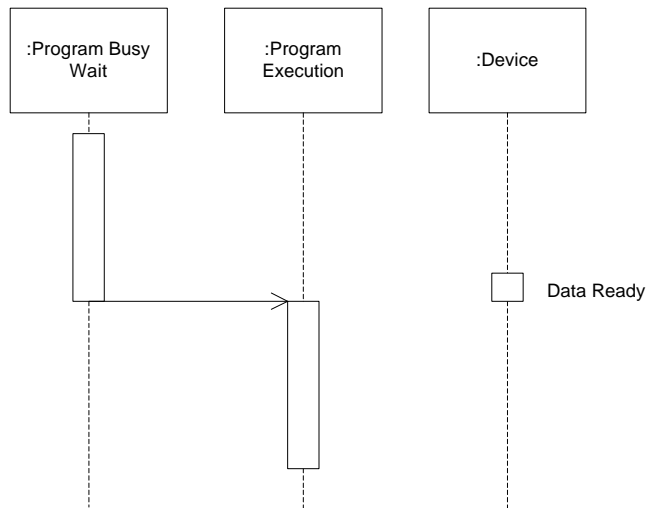 :Program Busy
Wait
:Program
Execution
:Device
Data Ready